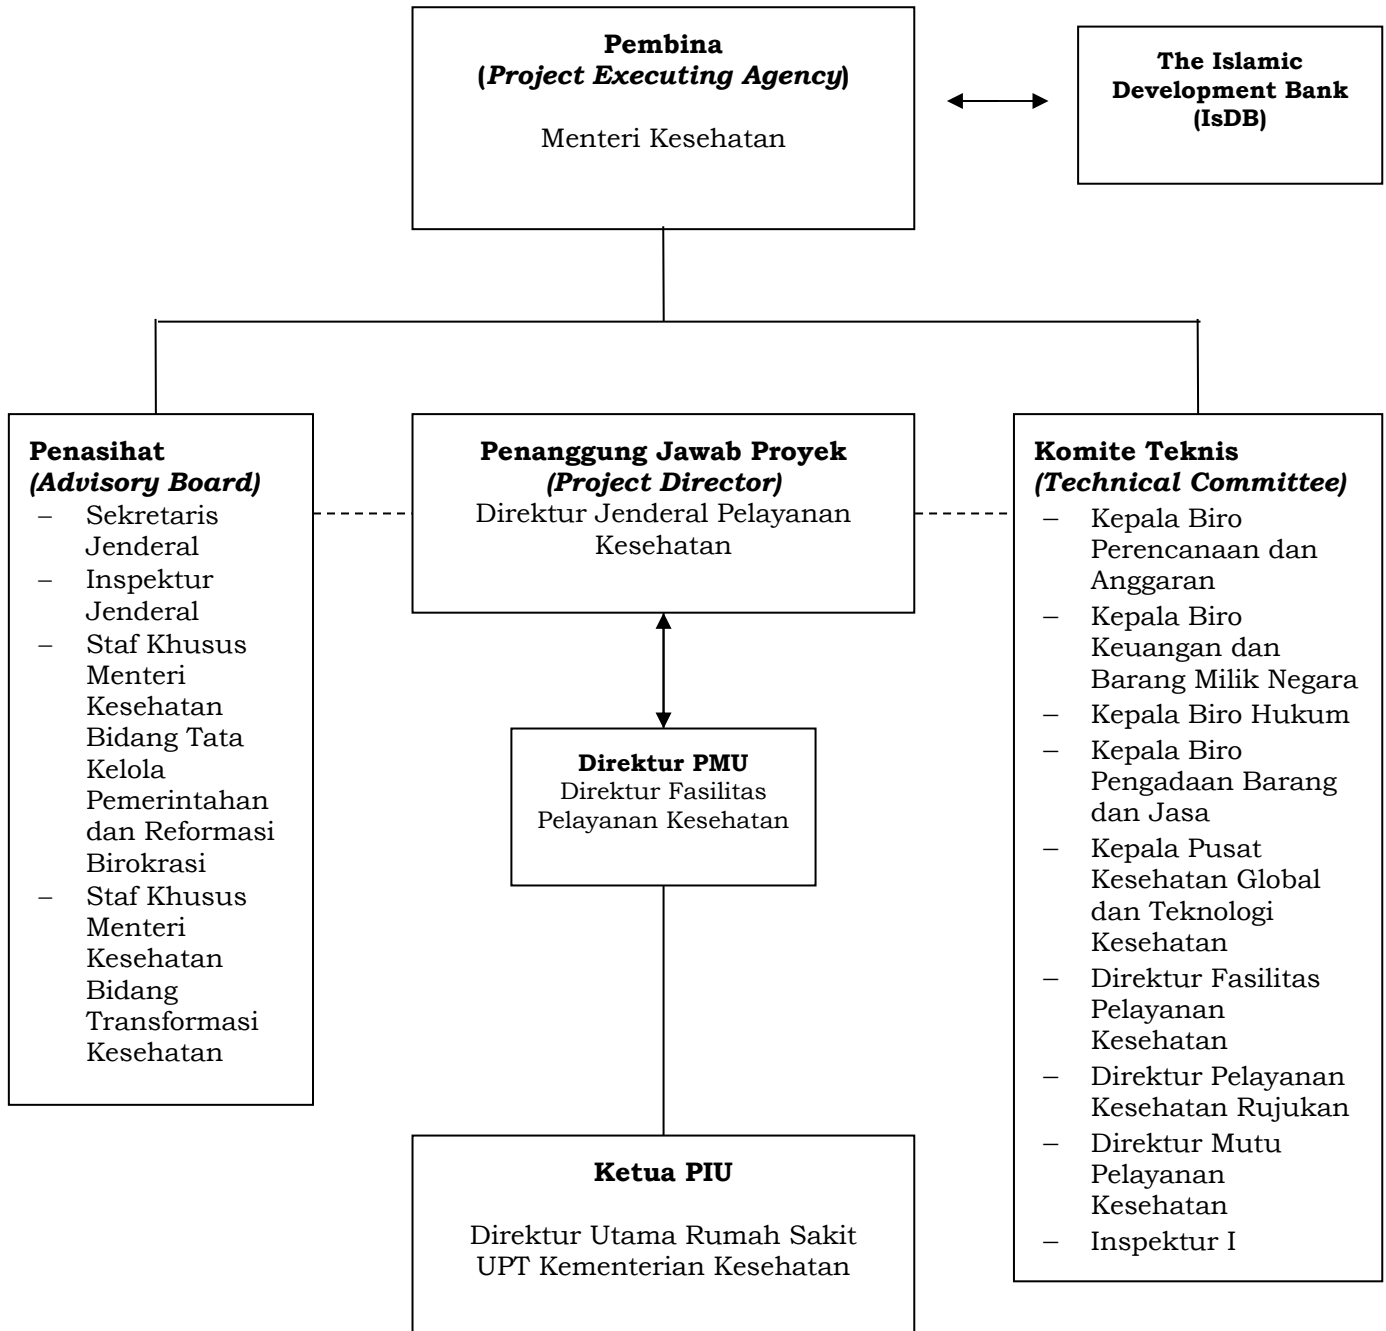 Pembina
(Project Executing Agency)
Menteri Kesehatan
The Islamic
Development Bank
(IsDB)
Penasihat
(Advisory Board)
– Sekretaris
Jenderal
– Inspektur
Jenderal
– Staf Khusus
Menteri
Kesehatan
Bidang Tata
Kelola
Pemerintahan
dan Reformasi
Birokrasi
– Staf Khusus
Menteri
Kesehatan
Bidang
Transformasi
Kesehatan
Penanggung Jawab Proyek
(Project Director)
Direktur Jenderal Pelayanan
Kesehatan
Direktur PMU
Direktur Fasilitas
Pelayanan Kesehatan
Ketua PIU
Direktur Utama Rumah Sakit
UPT Kementerian Kesehatan
Komite Teknis
(Technical Committee)
– Kepala Biro
Perencanaan dan
Anggaran
– Kepala Biro
Keuangan dan
Barang Milik Negara
– Kepala Biro Hukum
– Kepala Biro
Pengadaan Barang
dan Jasa
– Kepala Pusat
Kesehatan Global
dan Teknologi
Kesehatan
– Direktur Fasilitas
Pelayanan
Kesehatan
– Direktur Pelayanan
Kesehatan Rujukan
– Direktur Mutu
Pelayanan
Kesehatan
– Inspektur I